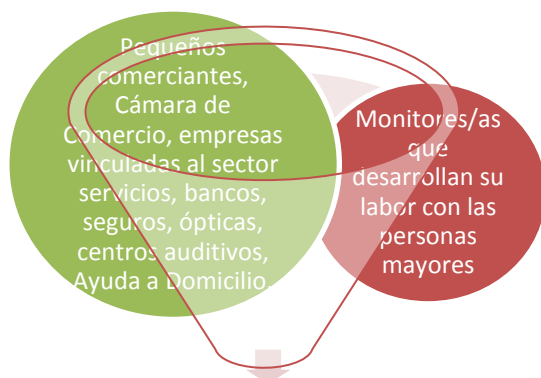 Pequeños
comerciantes,
Cámara de
Comercio, empresas
vinculadas al sector
servicios, bancos,
seguros, ópticas,
centros auditivos,
Ayuda a Domicilio.
Monitores/as
que
desarrollan su
labor con las
personas
mayores